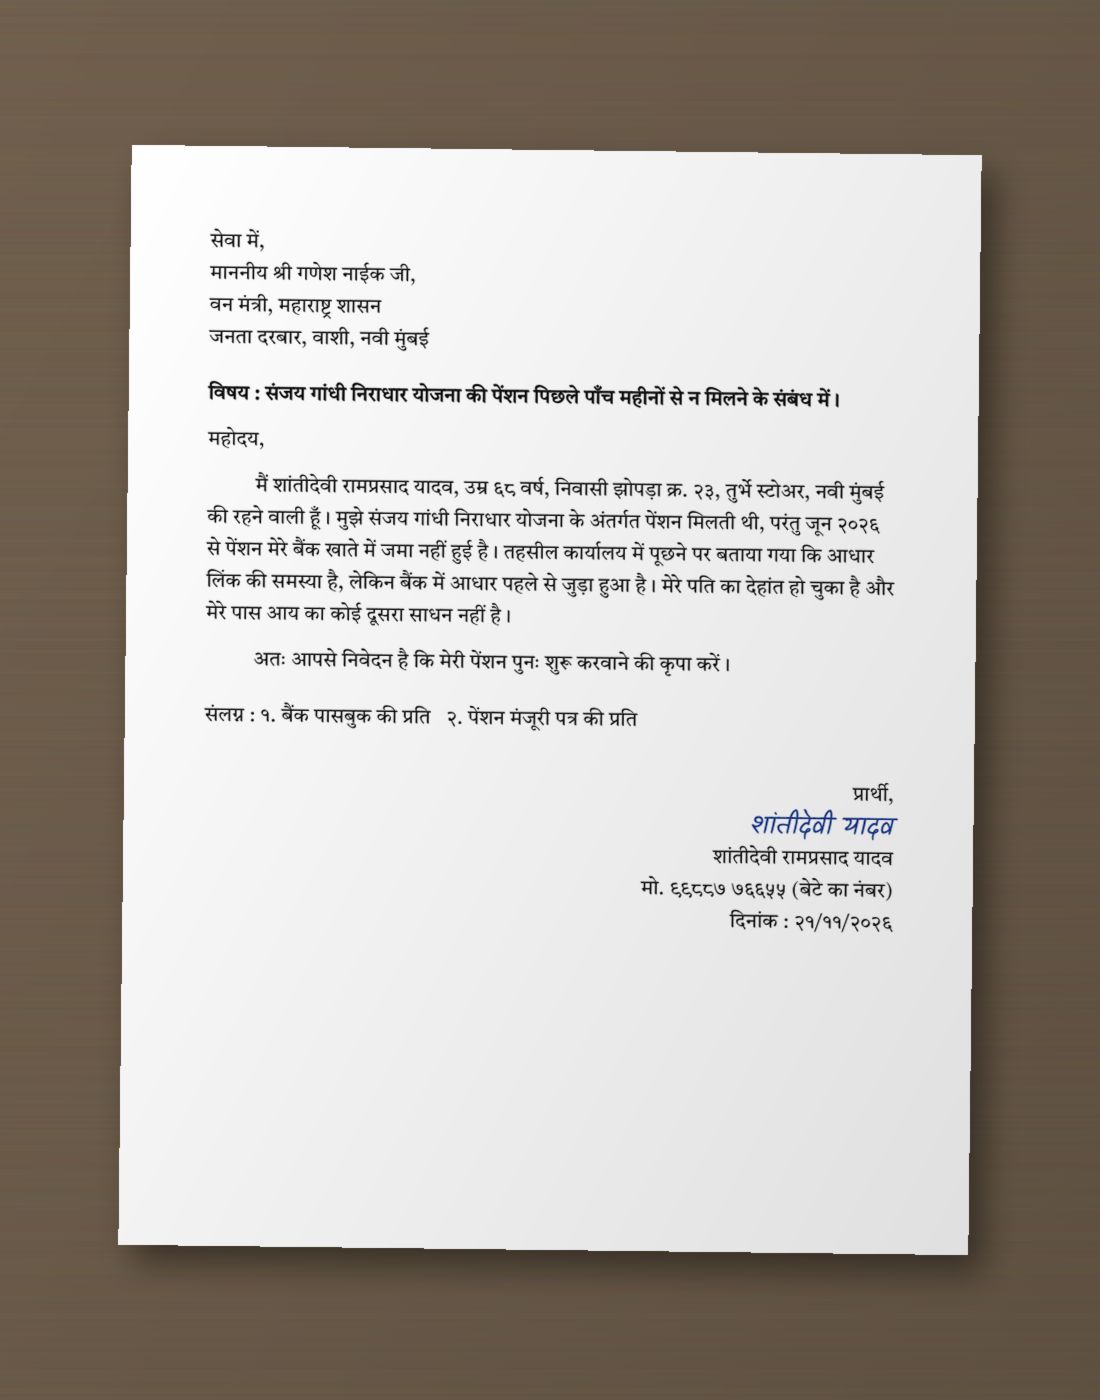 सेवा में,
माननीय श्री गणेश नाईक जी,
वन मंत्री, महाराष्ट्र शासन
जनता दरबार, वाशी, नवी मुंबई
विषय : संजय गांधी निराधार योजना की पेंशन पिछले पाँच महीनों से न मिलने के संबंध में।
महोदय,
मैं शांतीदेवी रामप्रसाद यादव, उम्र ६८ वर्ष, निवासी झोपड़ा क्र. २३, तुर्भे स्टोअर, नवी मुंबई
की रहने वाली हूँ। मुझे संजय गांधी निराधार योजना के अंतर्गत पेंशन मिलती थी, परंतु जून २०२६
से पेंशन मेरे बैंक खाते में जमा नहीं हुई है। तहसील कार्यालय में पूछने पर बताया गया कि आधार
लिंक की समस्या है, लेकिन बैंक में आधार पहले से जुड़ा हुआ है। मेरे पति का देहांत हो चुका है और
मेरे पास आय का कोई दूसरा साधन नहीं है।
अतः आपसे निवेदन है कि मेरी पेंशन पुनः शुरू करवाने की कृपा करें।
संलग्न : १. बैंक पासबुक की प्रति २. पेंशन मंजूरी पत्र की प्रति
प्रार्थी,
शांतीदेवी यादव
शांतीदेवी रामप्रसाद यादव
मो. ९९८८७ ७६६५५ (बेटे का नंबर)
दिनांक : २१/११/२०२६